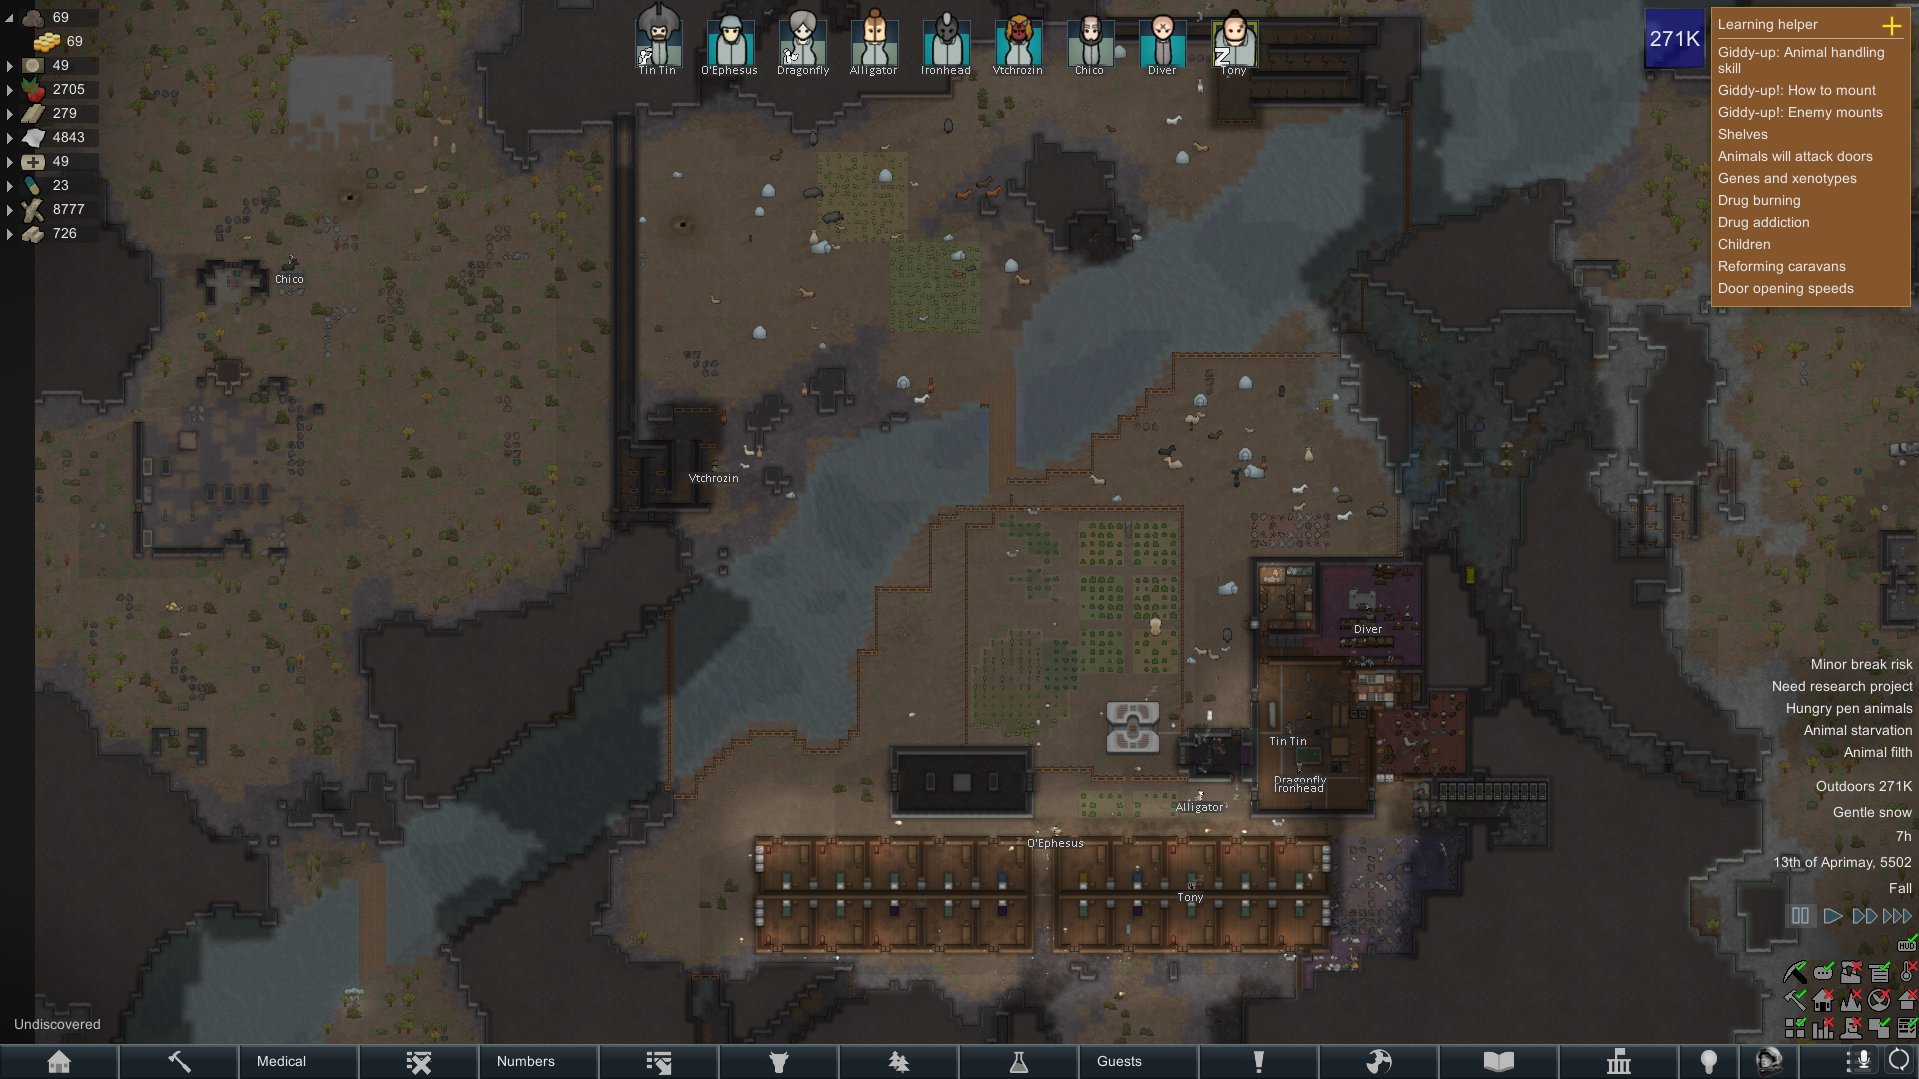 69
69
49
2705
279
4843
49
23
8777
726
Tin Tin
O'Ephesus
Dragonfly
Alligator
Ironhead
Vtchrozin
Chico
Diver
Tony
271K
Learning helper
Giddy-up: Animal handling
skill
Giddy-up!: How to mount
Giddy-up!: Enemy mounts
Shelves
Animals will attack doors
Genes and xenotypes
Drug burning
Drug addiction
Children
Reforming caravans
Door opening speeds
Chico
Vtchrozin
Diver
Tin Tin
Dragonfly
Ironhead
Alligator
O'Ephesus
Tony
Minor break risk
Need research project
Hungry pen animals
Animal starvation
Animal filth
Outdoors 271K
Gentle snow
7h
13th of Aprimay, 5502
Fall
HUD
Undiscovered
Medical
Numbers
Guests